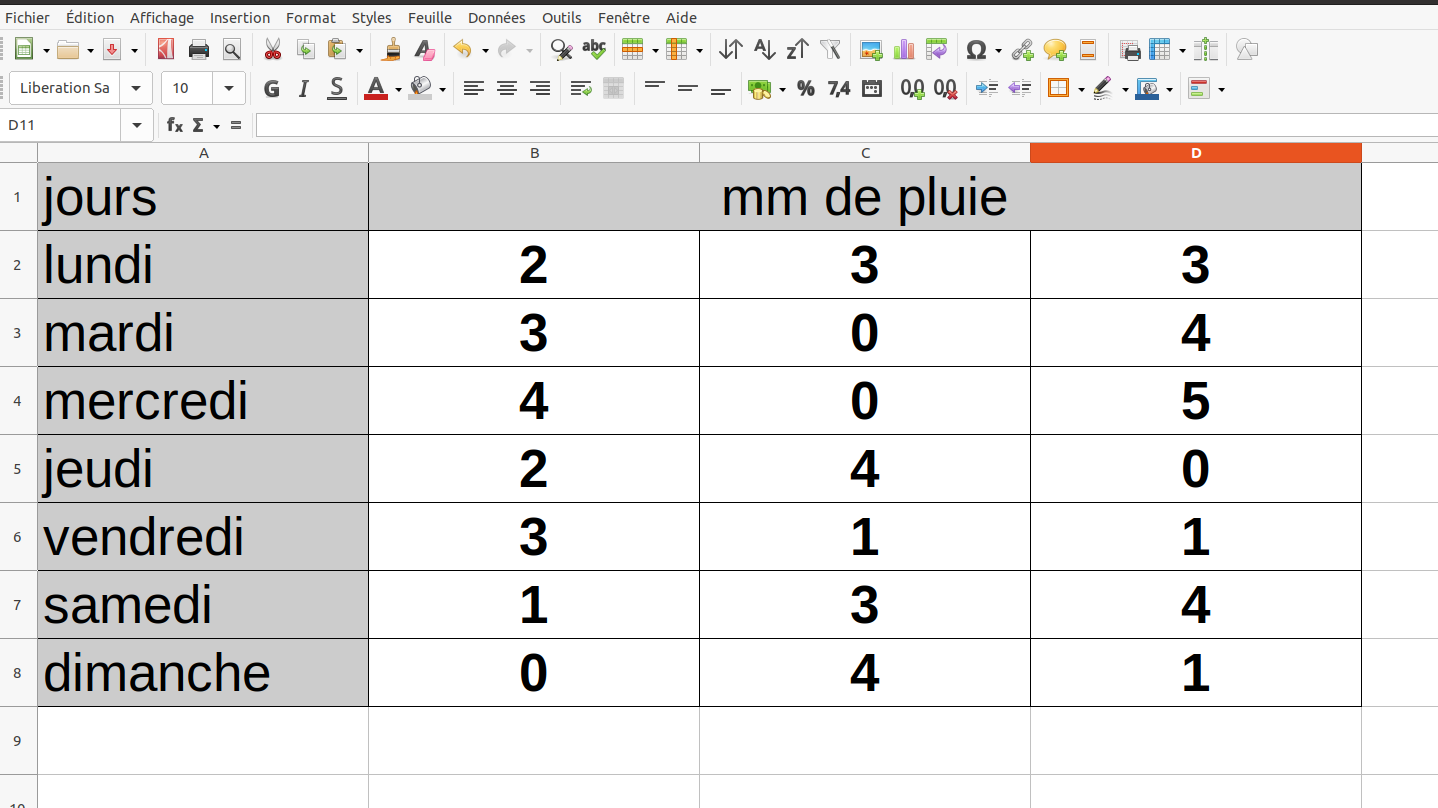 Fichier Édition Affichage Insertion Format Styles Feuille Données Outils Fenêtre Aide
Liberation Sa 10 G I S A % 7,4 0,0 0,0
D11 fx Σ =
A B C D
1 jours mm de pluie
2 lundi 2 3 3
3 mardi 3 0 4
4 mercredi 4 0 5
5 jeudi 2 4 0
6 vendredi 3 1 1
7 samedi 1 3 4
8 dimanche 0 4 1
9
10